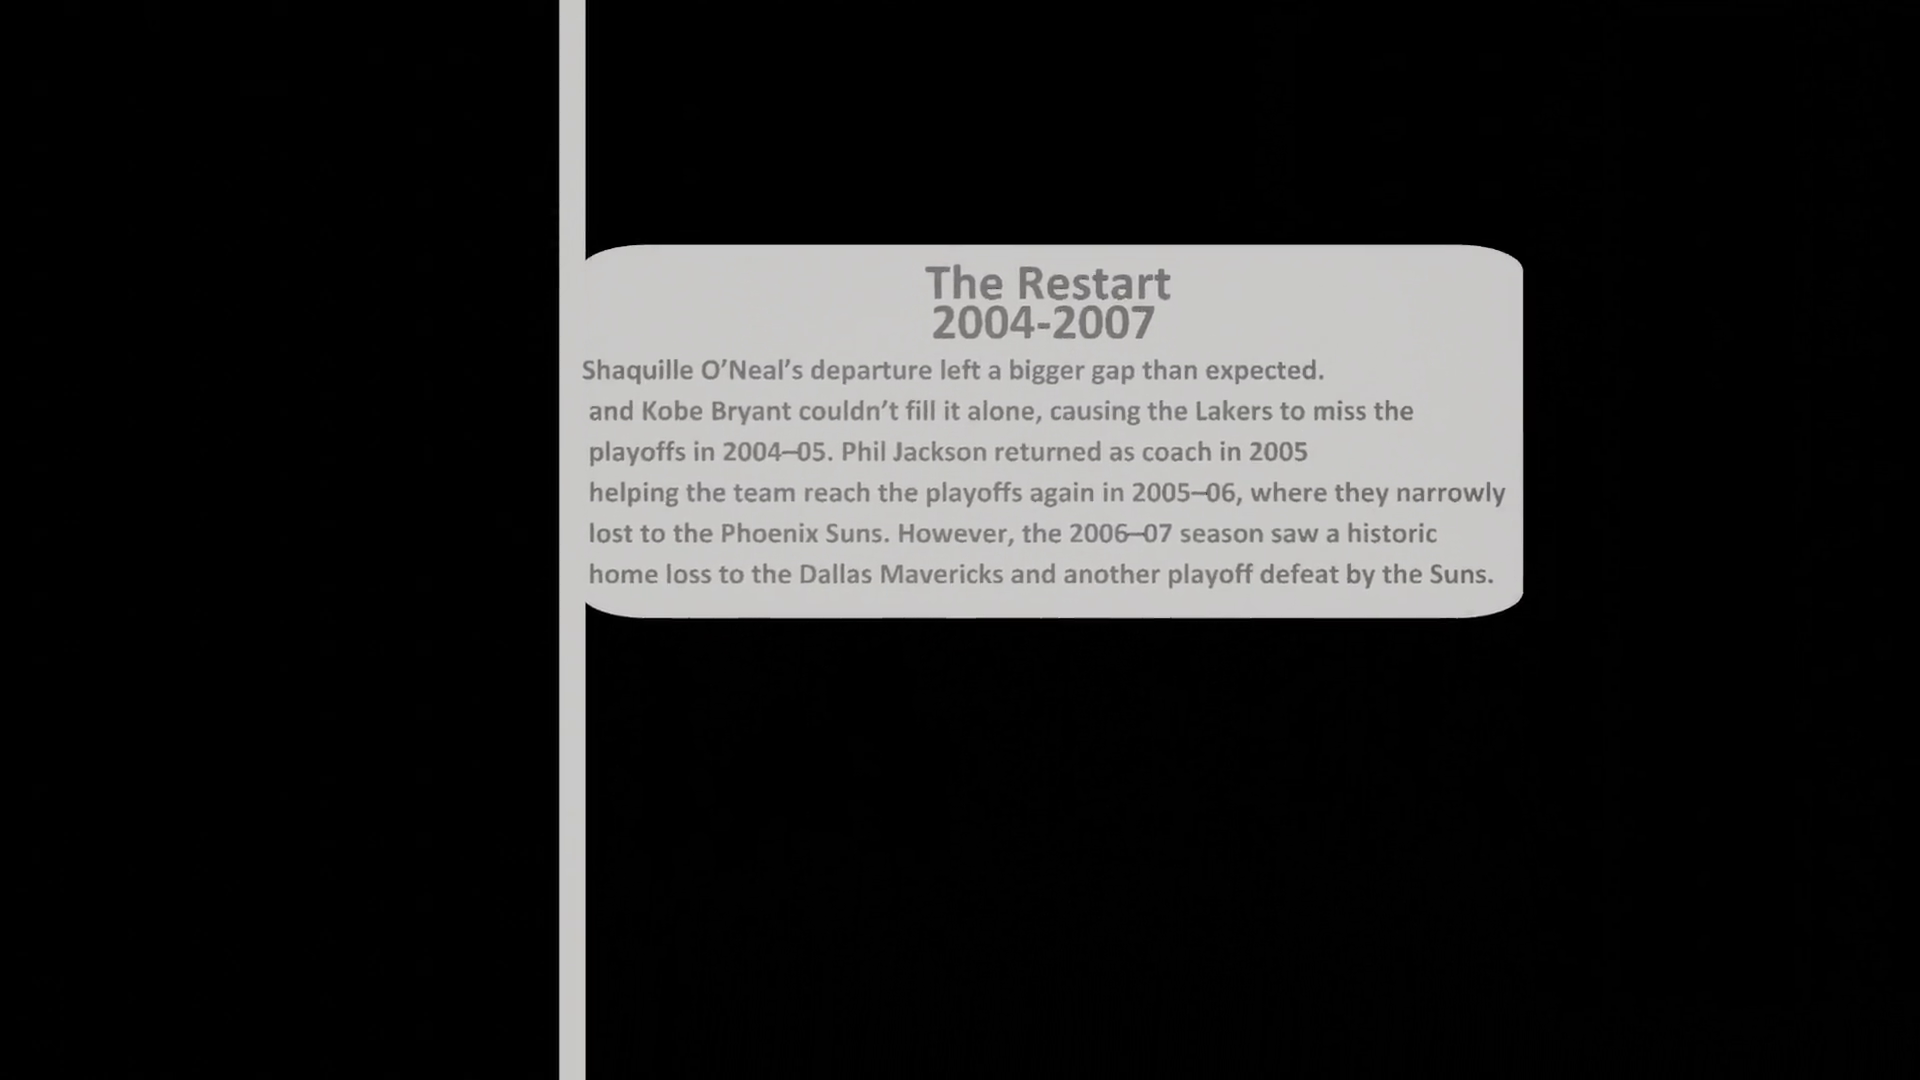 The Restart
2004-2007
Shaquille O’Neal’s departure left a bigger gap than expected.
and Kobe Bryant couldn’t fill it alone, causing the Lakers to miss the
playoffs in 2004–05. Phil Jackson returned as coach in 2005
helping the team reach the playoffs again in 2005–06, where they narrowly
lost to the Phoenix Suns. However, the 2006–07 season saw a historic
home loss to the Dallas Mavericks and another playoff defeat by the Suns.